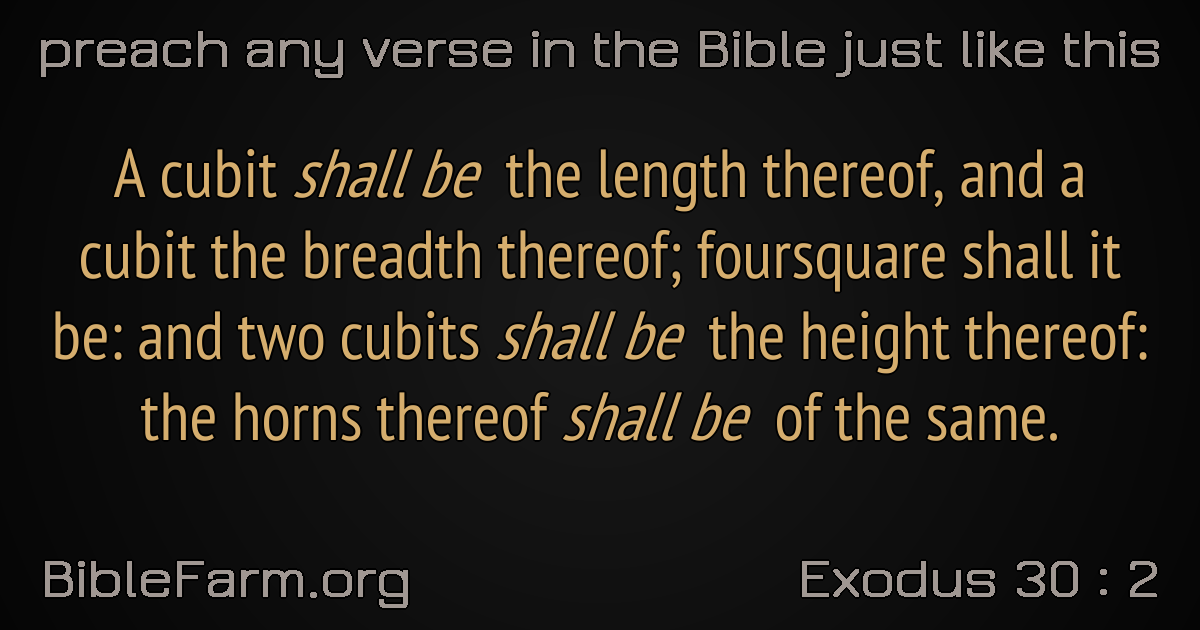 preach any verse in the Bible just like this
A cubit shall be the length thereof, and a
cubit the breadth thereof; foursquare shall it
be: and two cubits shall be the height thereof:
the horns thereof shall be of the same.
BibleFarm.org
Exodus 30 : 2